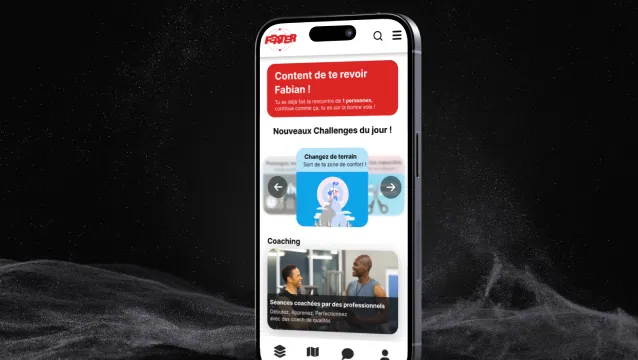 Content de te revoir
Fabian !
Tu as déjà fait la rencontre de 1 personnes,
continue comme ça, tu es sur la bonne voie !
Nouveaux Challenges du jour !
Changez de terrain
Sort de ta zone de confort !
Coaching
Séances coachées par des professionnels
Débutez, Apprenez, Perfectionnez
avec des coach de qualités